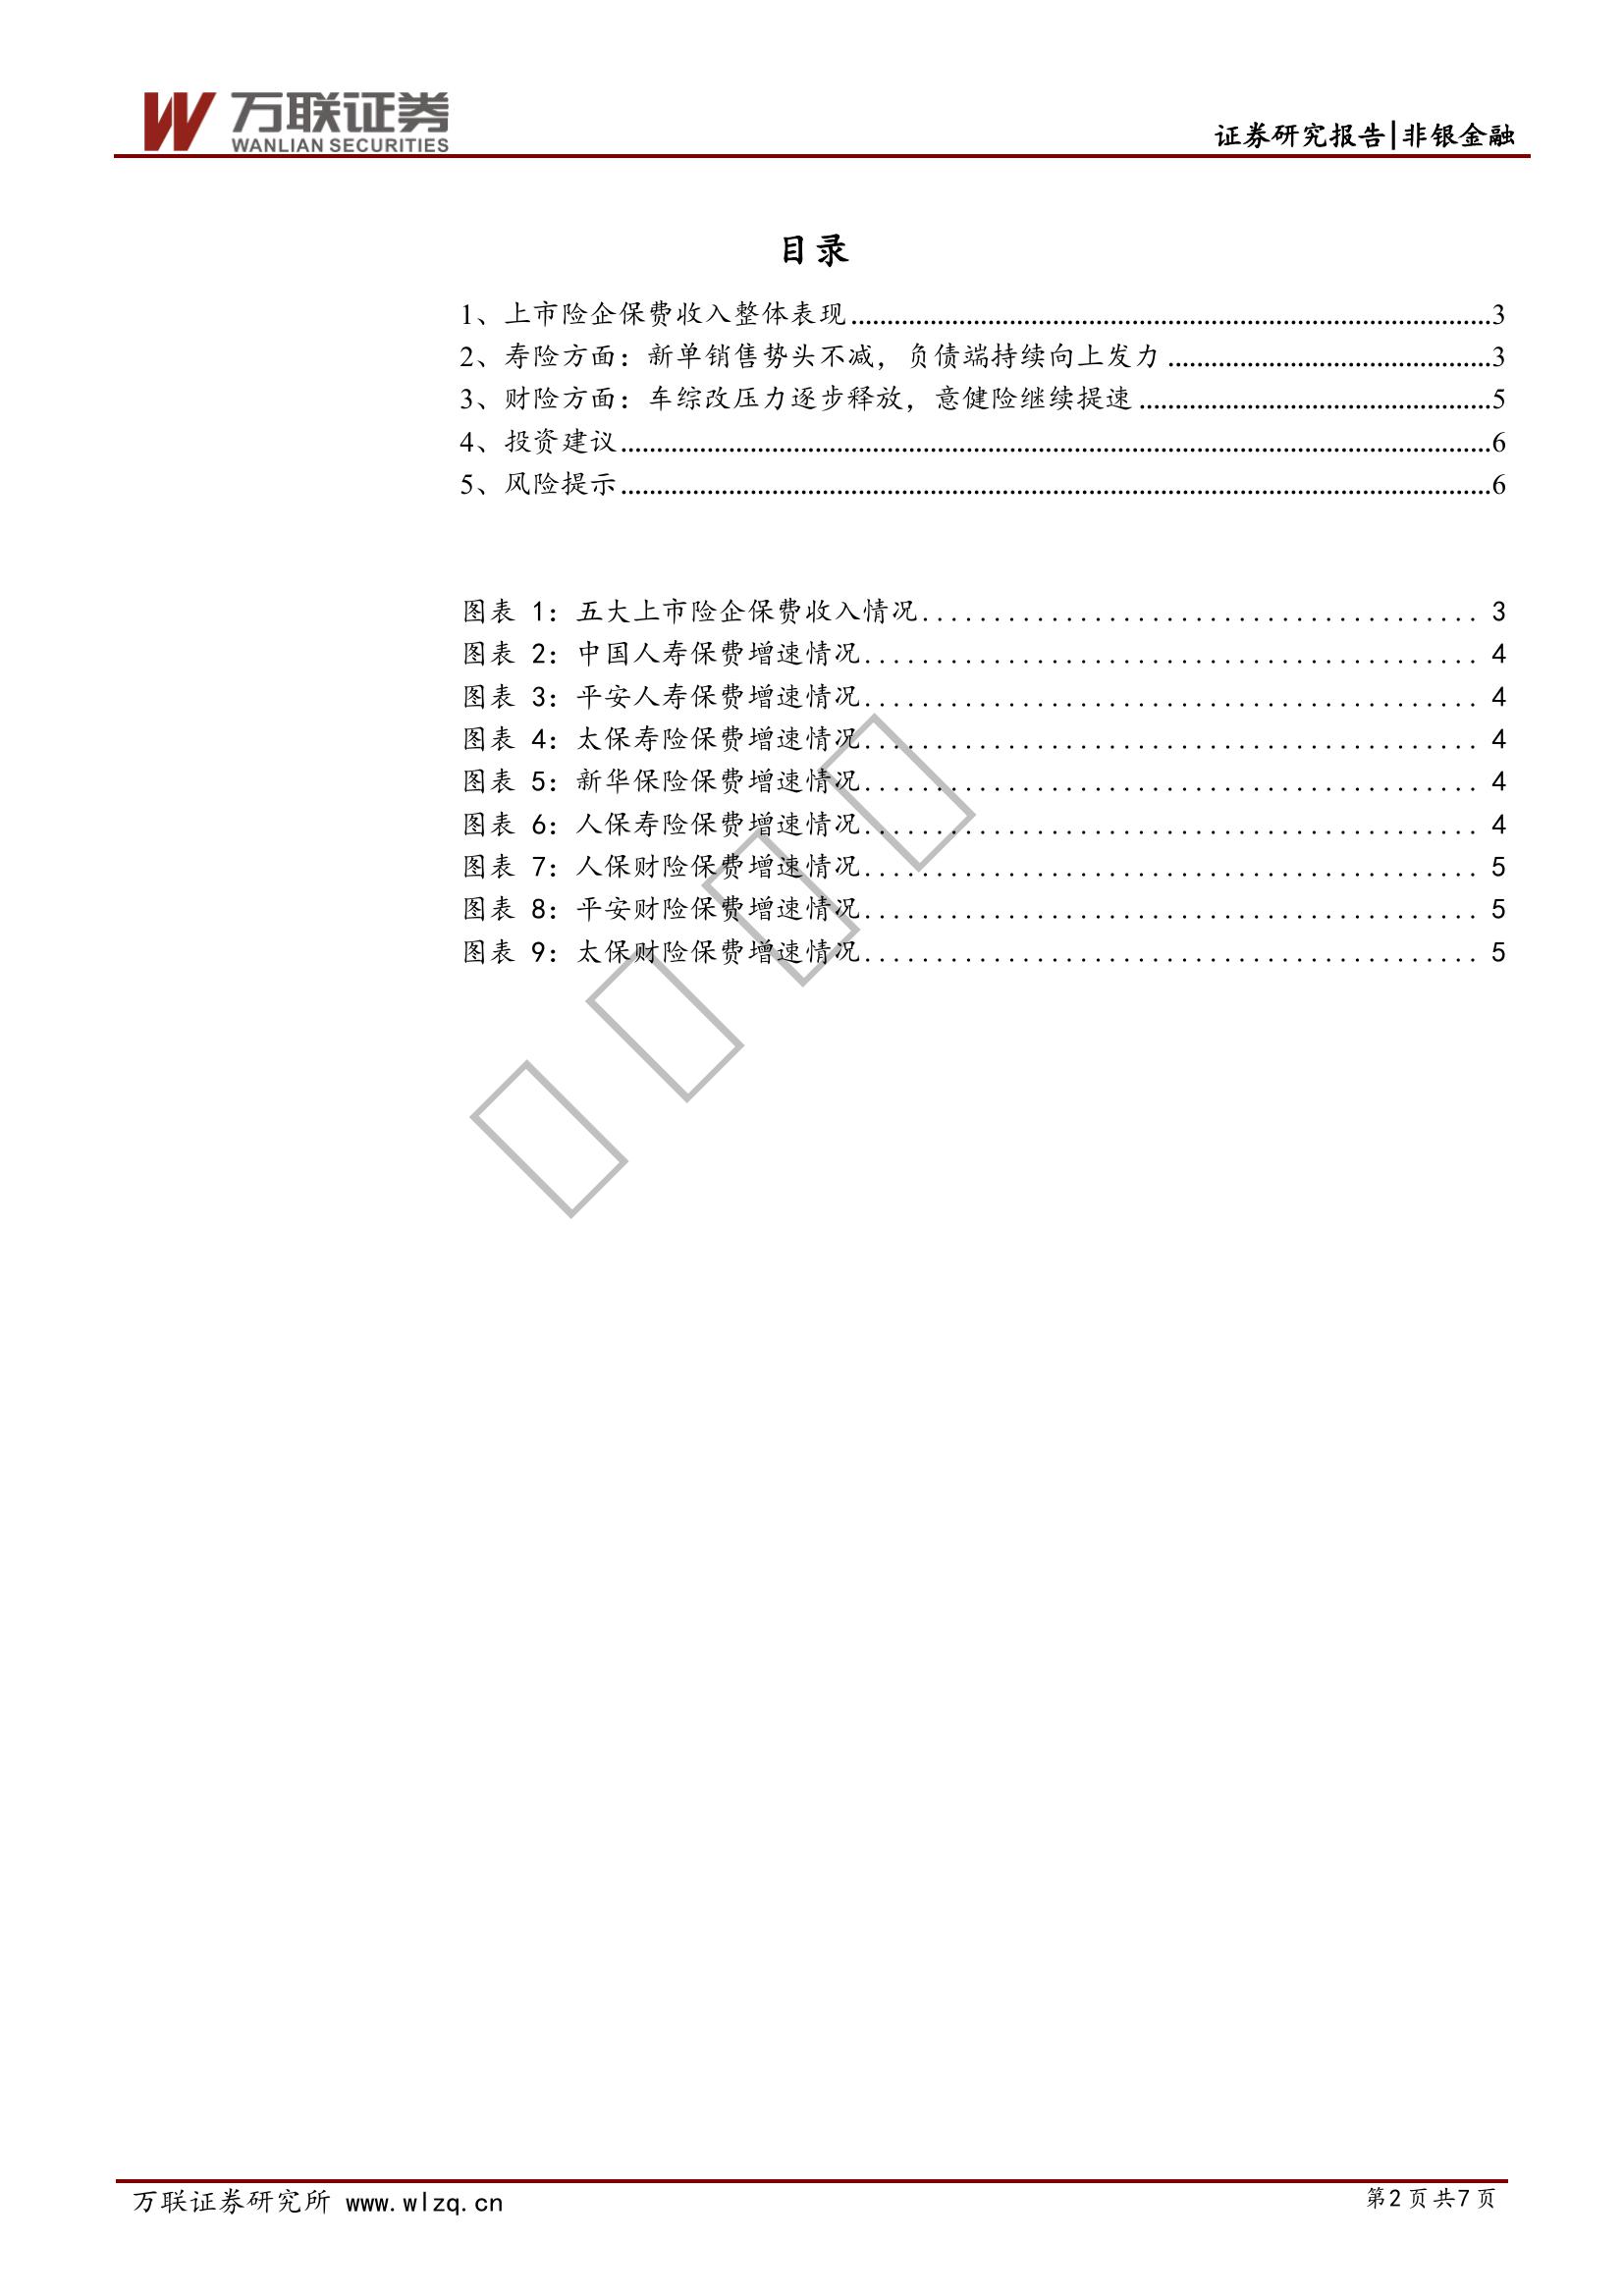 万联证券
WANLIAN SECURITIES
证券研究报告|非银金融
目录
1、上市险企保费收入整体表现........................................3
2、寿险方面：新单销售势头不减，负债端持续向上发力........................................3
3、财险方面：车综改压力逐步释放，意健险继续提速........................................5
4、投资建议........................................6
5、风险提示........................................6
图表 1：五大上市险企保费收入情况........................................ 3
图表 2：中国人寿保费增速情况........................................ 4
图表 3：平安人寿保费增速情况........................................ 4
图表 4：太保寿险保费增速情况........................................ 4
图表 5：新华保险保费增速情况........................................ 4
图表 6：人保寿险保费增速情况........................................ 4
图表 7：人保财险保费增速情况........................................ 5
图表 8：平安财险保费增速情况........................................ 5
图表 9：太保财险保费增速情况........................................ 5
万联证券研究所 www.wlzq.cn
第2页共7页